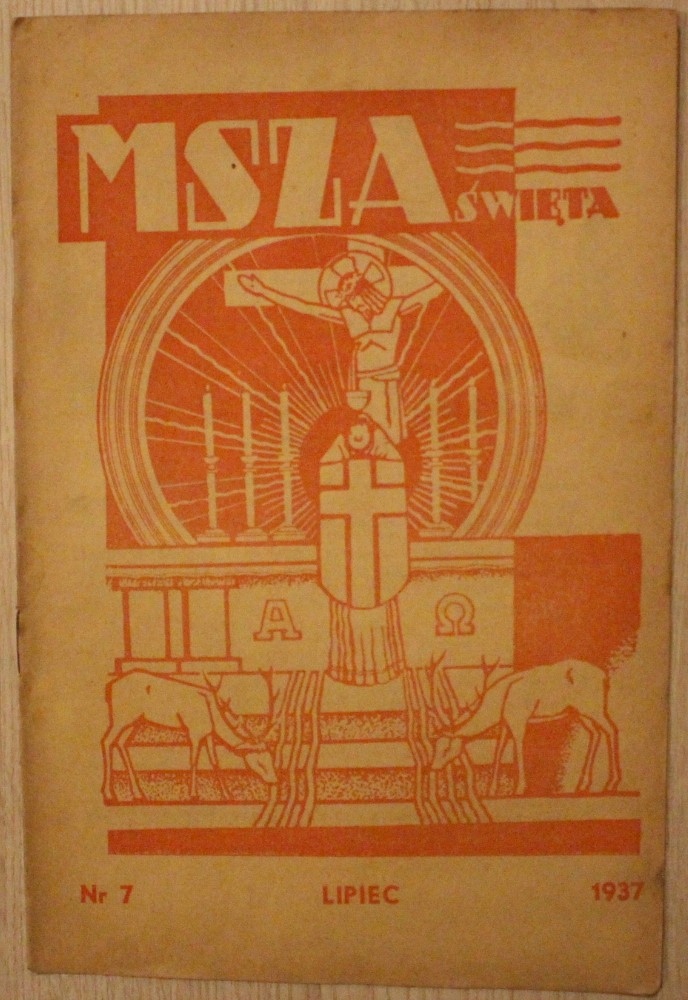 MSZA
ŚWIĘTA
Α Ω
Nr 7 LIPIEC 1937